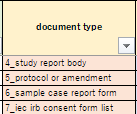 document type
4_study report body
5_protocol or amendment
6_sample case report form
7_iec irb consent form list